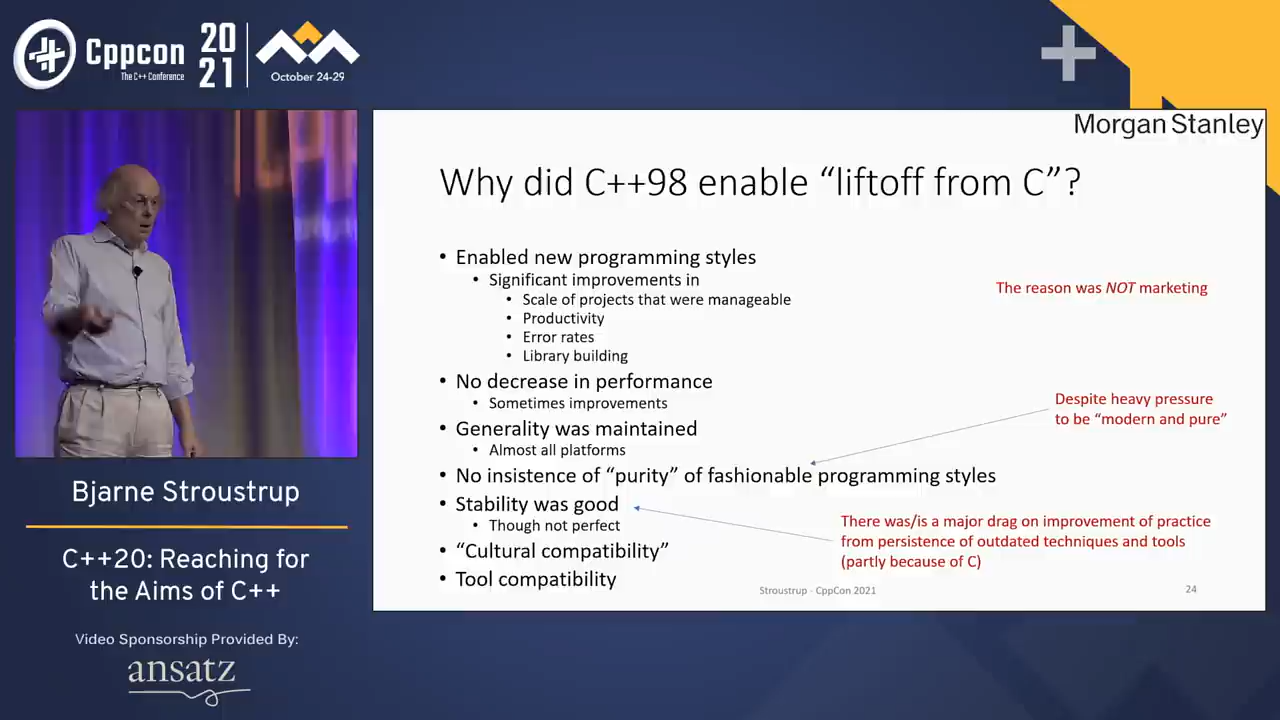 Cppcon
The C++ Conference
20
21
October 24-29
Morgan Stanley
Why did C++98 enable “liftoff from C”?
• Enabled new programming styles
• Significant improvements in
• Scale of projects that were manageable
• Productivity
• Error rates
• Library building
The reason was NOT marketing
• No decrease in performance
• Sometimes improvements
• Generality was maintained
• Almost all platforms
Despite heavy pressure
to be “modern and pure”
• No insistence of “purity” of fashionable programming styles
• Stability was good
• Though not perfect
There was/is a major drag on improvement of practice
from persistence of outdated techniques and tools
(partly because of C)
• “Cultural compatibility”
• Tool compatibility
Stroustrup - CppCon 2021
24
Bjarne Stroustrup
C++20: Reaching for
the Aims of C++
Video Sponsorship Provided By:
ansatz